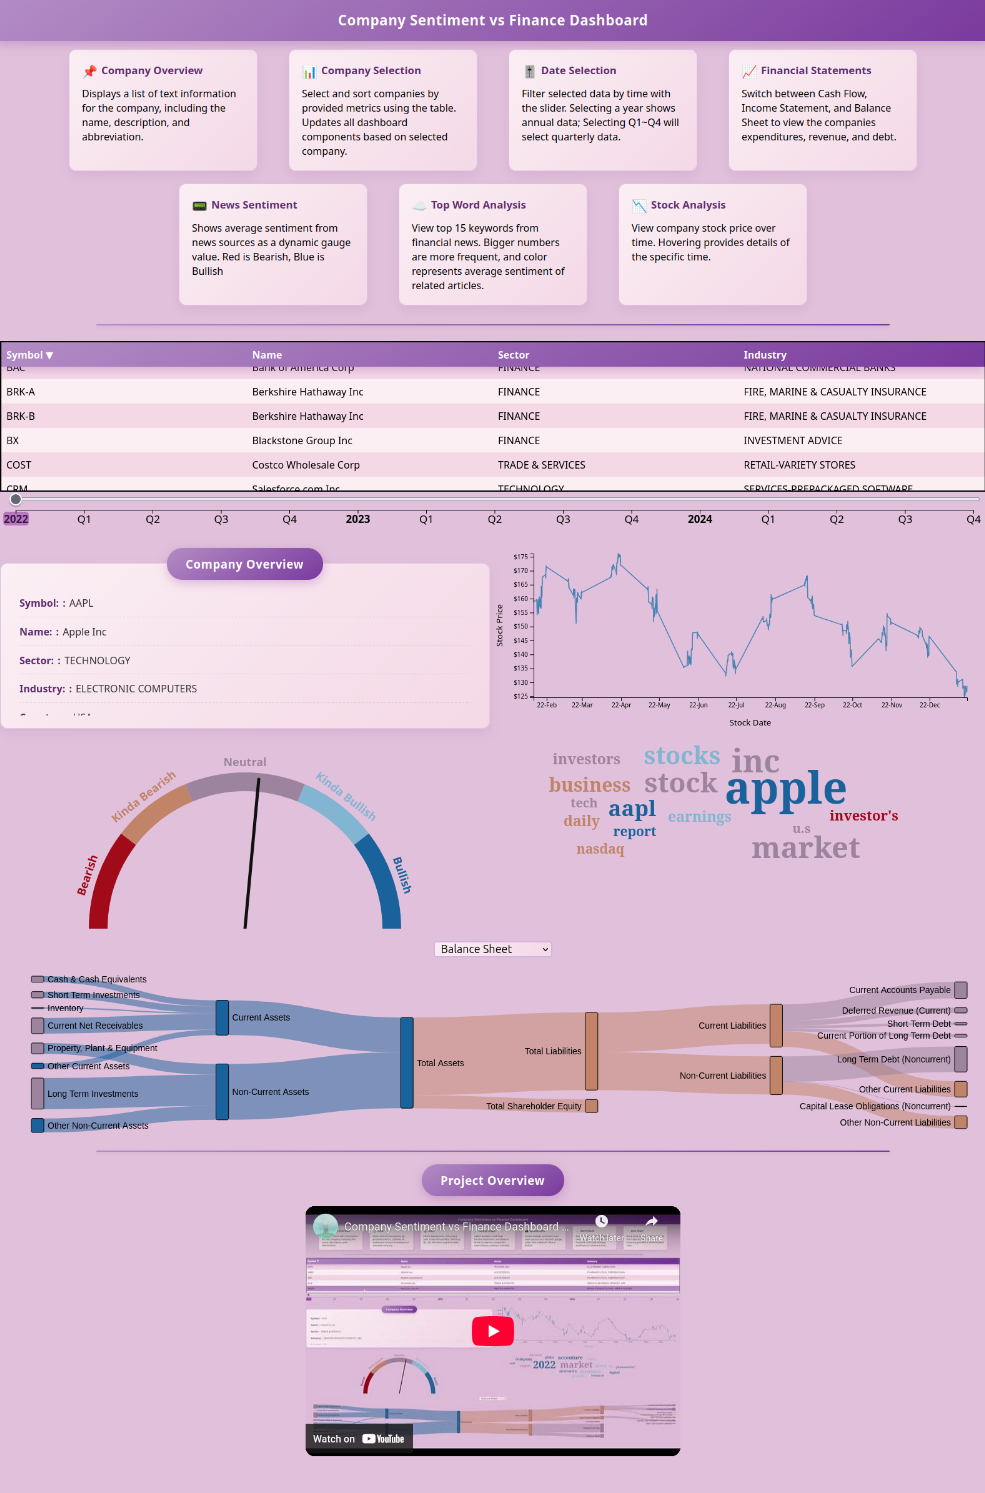 Company Sentiment vs Finance Dashboard
📌 Company Overview
Displays a list of text information
for the company, including the
name, description, and
abbreviation.
📊 Company Selection
Select and sort companies by
provided metrics using the table.
Updates all dashboard
components based on selected
company.
🎚️ Date Selection
Filter selected data by time with
the slider. Selecting a year shows
annual data; Selecting Q1~Q4 will
select quarterly data.
📈 Financial Statements
Switch between Cash Flow,
Income Statement, and Balance
Sheet to view the companies
expenditures, revenue, and debt.
📟 News Sentiment
Shows average sentiment from
news sources as a dynamic gauge
value. Red is Bearish, Blue is
Bullish
☁️ Top Word Analysis
View top 15 keywords from
financial news. Bigger numbers
are more frequent, and color
represents average sentiment of
related articles.
📉 Stock Analysis
View company stock price over
time. Hovering provides details of
the specific time.
Symbol ▼ Name Sector Industry
BAC Bank of America Corp FINANCE NATIONAL COMMERCIAL BANKS
BRK-A Berkshire Hathaway Inc FINANCE FIRE, MARINE & CASUALTY INSURANCE
BRK-B Berkshire Hathaway Inc FINANCE FIRE, MARINE & CASUALTY INSURANCE
BX Blackstone Group Inc FINANCE INVESTMENT ADVICE
COST Costco Wholesale Corp TRADE & SERVICES RETAIL-VARIETY STORES
CRM Salesforce.com Inc TECHNOLOGY SERVICES-PREPACKAGED SOFTWARE
2022 Q1 Q2 Q3 Q4 2023 Q1 Q2 Q3 Q4 2024 Q1 Q2 Q3 Q4
Company Overview
Symbol: : AAPL
Name: : Apple Inc
Sector: : TECHNOLOGY
Industry: : ELECTRONIC COMPUTERS
$175
$170
$165
$160
$155
$150
$145
$140
$135
$130
$125
Stock Price
22-Feb 22-Mar 22-Apr 22-May 22-Jun 22-Jul 22-Aug 22-Sep 22-Oct 22-Nov 22-Dec
Stock Date
Bearish
Kinda Bearish
Neutral
Kinda Bullish
Bullish
investors
stocks
inc
business
stock
apple
tech
aapl
daily
earnings
investor's
report
u.s
nasdaq
market
Balance Sheet
Cash & Cash Equivalents
Short Term Investments
Inventory
Current Net Receivables
Property, Plant & Equipment
Other Current Assets
Long Term Investments
Other Non-Current Assets
Current Assets
Non-Current Assets
Total Assets
Total Liabilities
Total Shareholder Equity
Current Liabilities
Non-Current Liabilities
Current Accounts Payable
Deferred Revenue (Current)
Short Term Debt
Current Portion of Long Term Debt
Long Term Debt (Noncurrent)
Other Current Liabilities
Capital Lease Obligations (Noncurrent)
Other Non-Current Liabilities
Project Overview
Company Sentiment vs Finance Dashboard ...
Watch later
Share
Company Overview
2022
market
Watch on YouTube